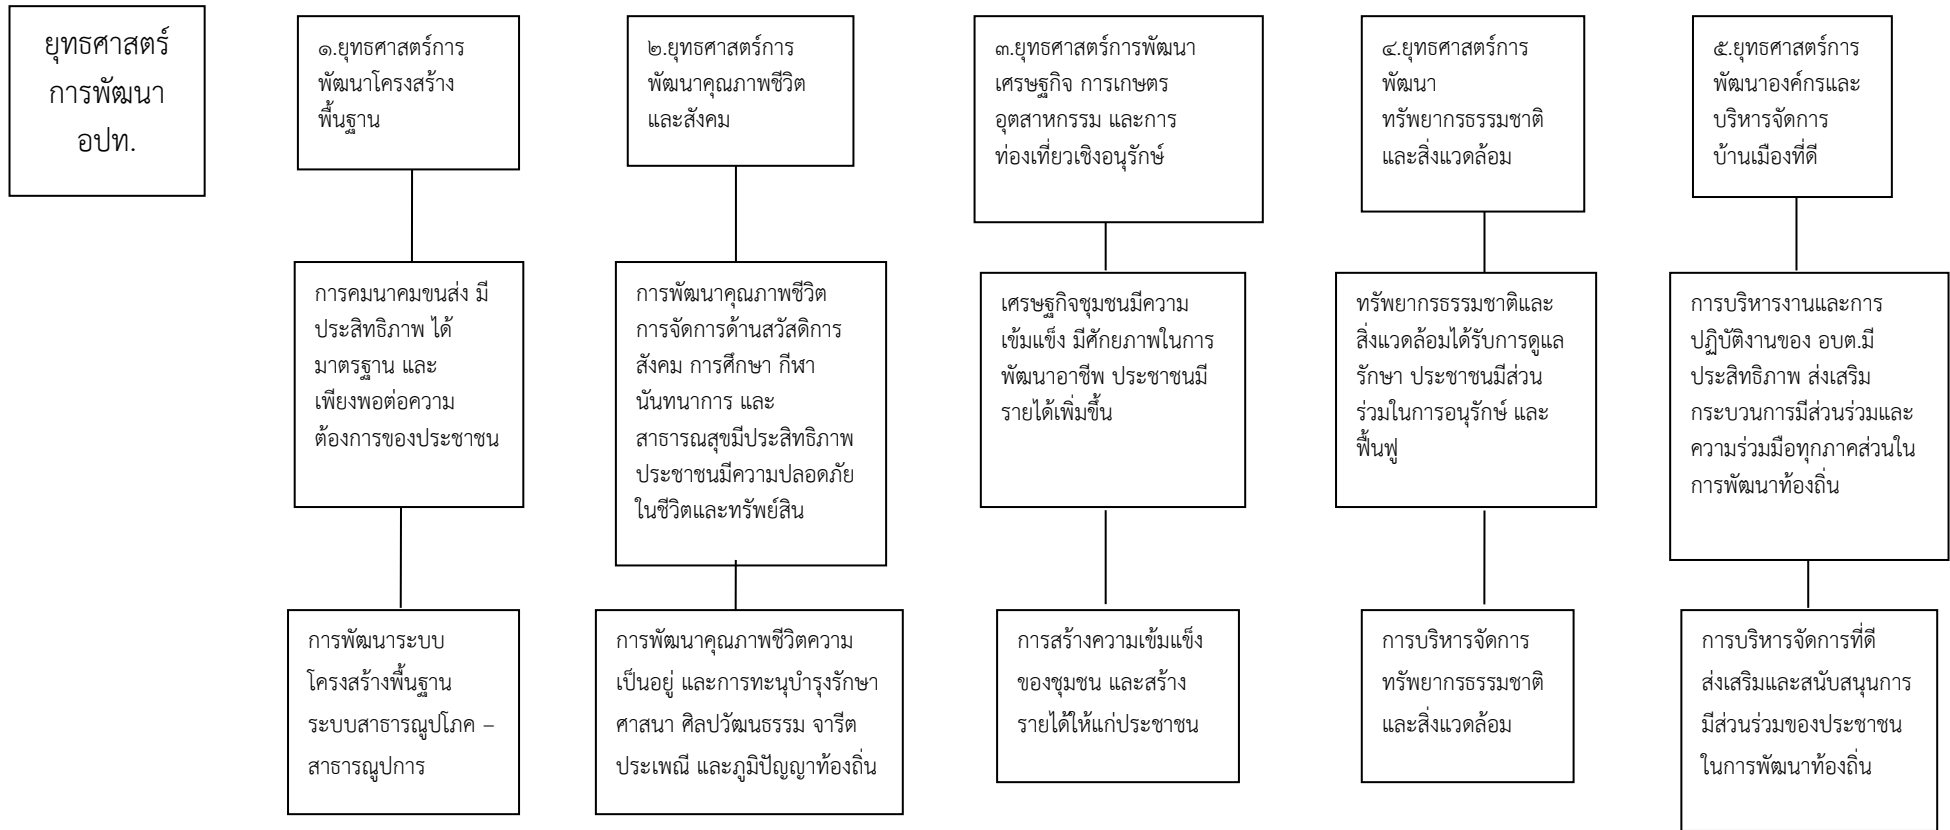 ยุทธศาสตร์
การพัฒนา
อปท.
๑.ยุทธศาสตร์การ
พัฒนาโครงสร้าง
พื้นฐาน
๒.ยุทธศาสตร์การ
พัฒนาคุณภาพชีวิต
และสังคม
๓.ยุทธศาสตร์การพัฒนา
เศรษฐกิจ การเกษตร
อุตสาหกรรม และการ
ท่องเที่ยวเชิงอนุรักษ์
๔.ยุทธศาสตร์การ
พัฒนา
ทรัพยากรธรรมชาติ
และสิ่งแวดล้อม
๕.ยุทธศาสตร์การ
พัฒนาองค์กรและ
บริหารจัดการ
บ้านเมืองที่ดี
การคมนาคมขนส่ง มี
ประสิทธิภาพ ได้
มาตรฐาน และ
เพียงพอต่อความ
ต้องการของประชาชน
การพัฒนาคุณภาพชีวิต
การจัดการด้านสวัสดิการ
สังคม การศึกษา กีฬา
นันทนาการ และ
สาธารณสุขมีประสิทธิภาพ
ประชาชนมีความปลอดภัย
ในชีวิตและทรัพย์สิน
เศรษฐกิจชุมชนมีความ
เข้มแข็ง มีศักยภาพในการ
พัฒนาอาชีพ ประชาชนมี
รายได้เพิ่มขึ้น
ทรัพยากรธรรมชาติและ
สิ่งแวดล้อมได้รับการดูแล
รักษา ประชาชนมีส่วน
ร่วมในการอนุรักษ์ และ
ฟื้นฟู
การบริหารงานและการ
ปฏิบัติงานของ อบต.มี
ประสิทธิภาพ ส่งเสริม
กระบวนการมีส่วนร่วมและ
ความร่วมมือทุกภาคส่วนใน
การพัฒนาท้องถิ่น
การพัฒนาระบบ
โครงสร้างพื้นฐาน
ระบบสาธารณูปโภค –
สาธารณูปการ
การพัฒนาคุณภาพชีวิตความ
เป็นอยู่ และการทะนุบำรุงรักษา
ศาสนา ศิลปวัฒนธรรม จารีต
ประเพณี และภูมิปัญญาท้องถิ่น
การสร้างความเข้มแข็ง
ของชุมชน และสร้าง
รายได้ให้แก่ประชาชน
การบริหารจัดการ
ทรัพยากรธรรมชาติ
และสิ่งแวดล้อม
การบริหารจัดการที่ดี
ส่งเสริมและสนับสนุนการ
มีส่วนร่วมของประชาชน
ในการพัฒนาท้องถิ่น